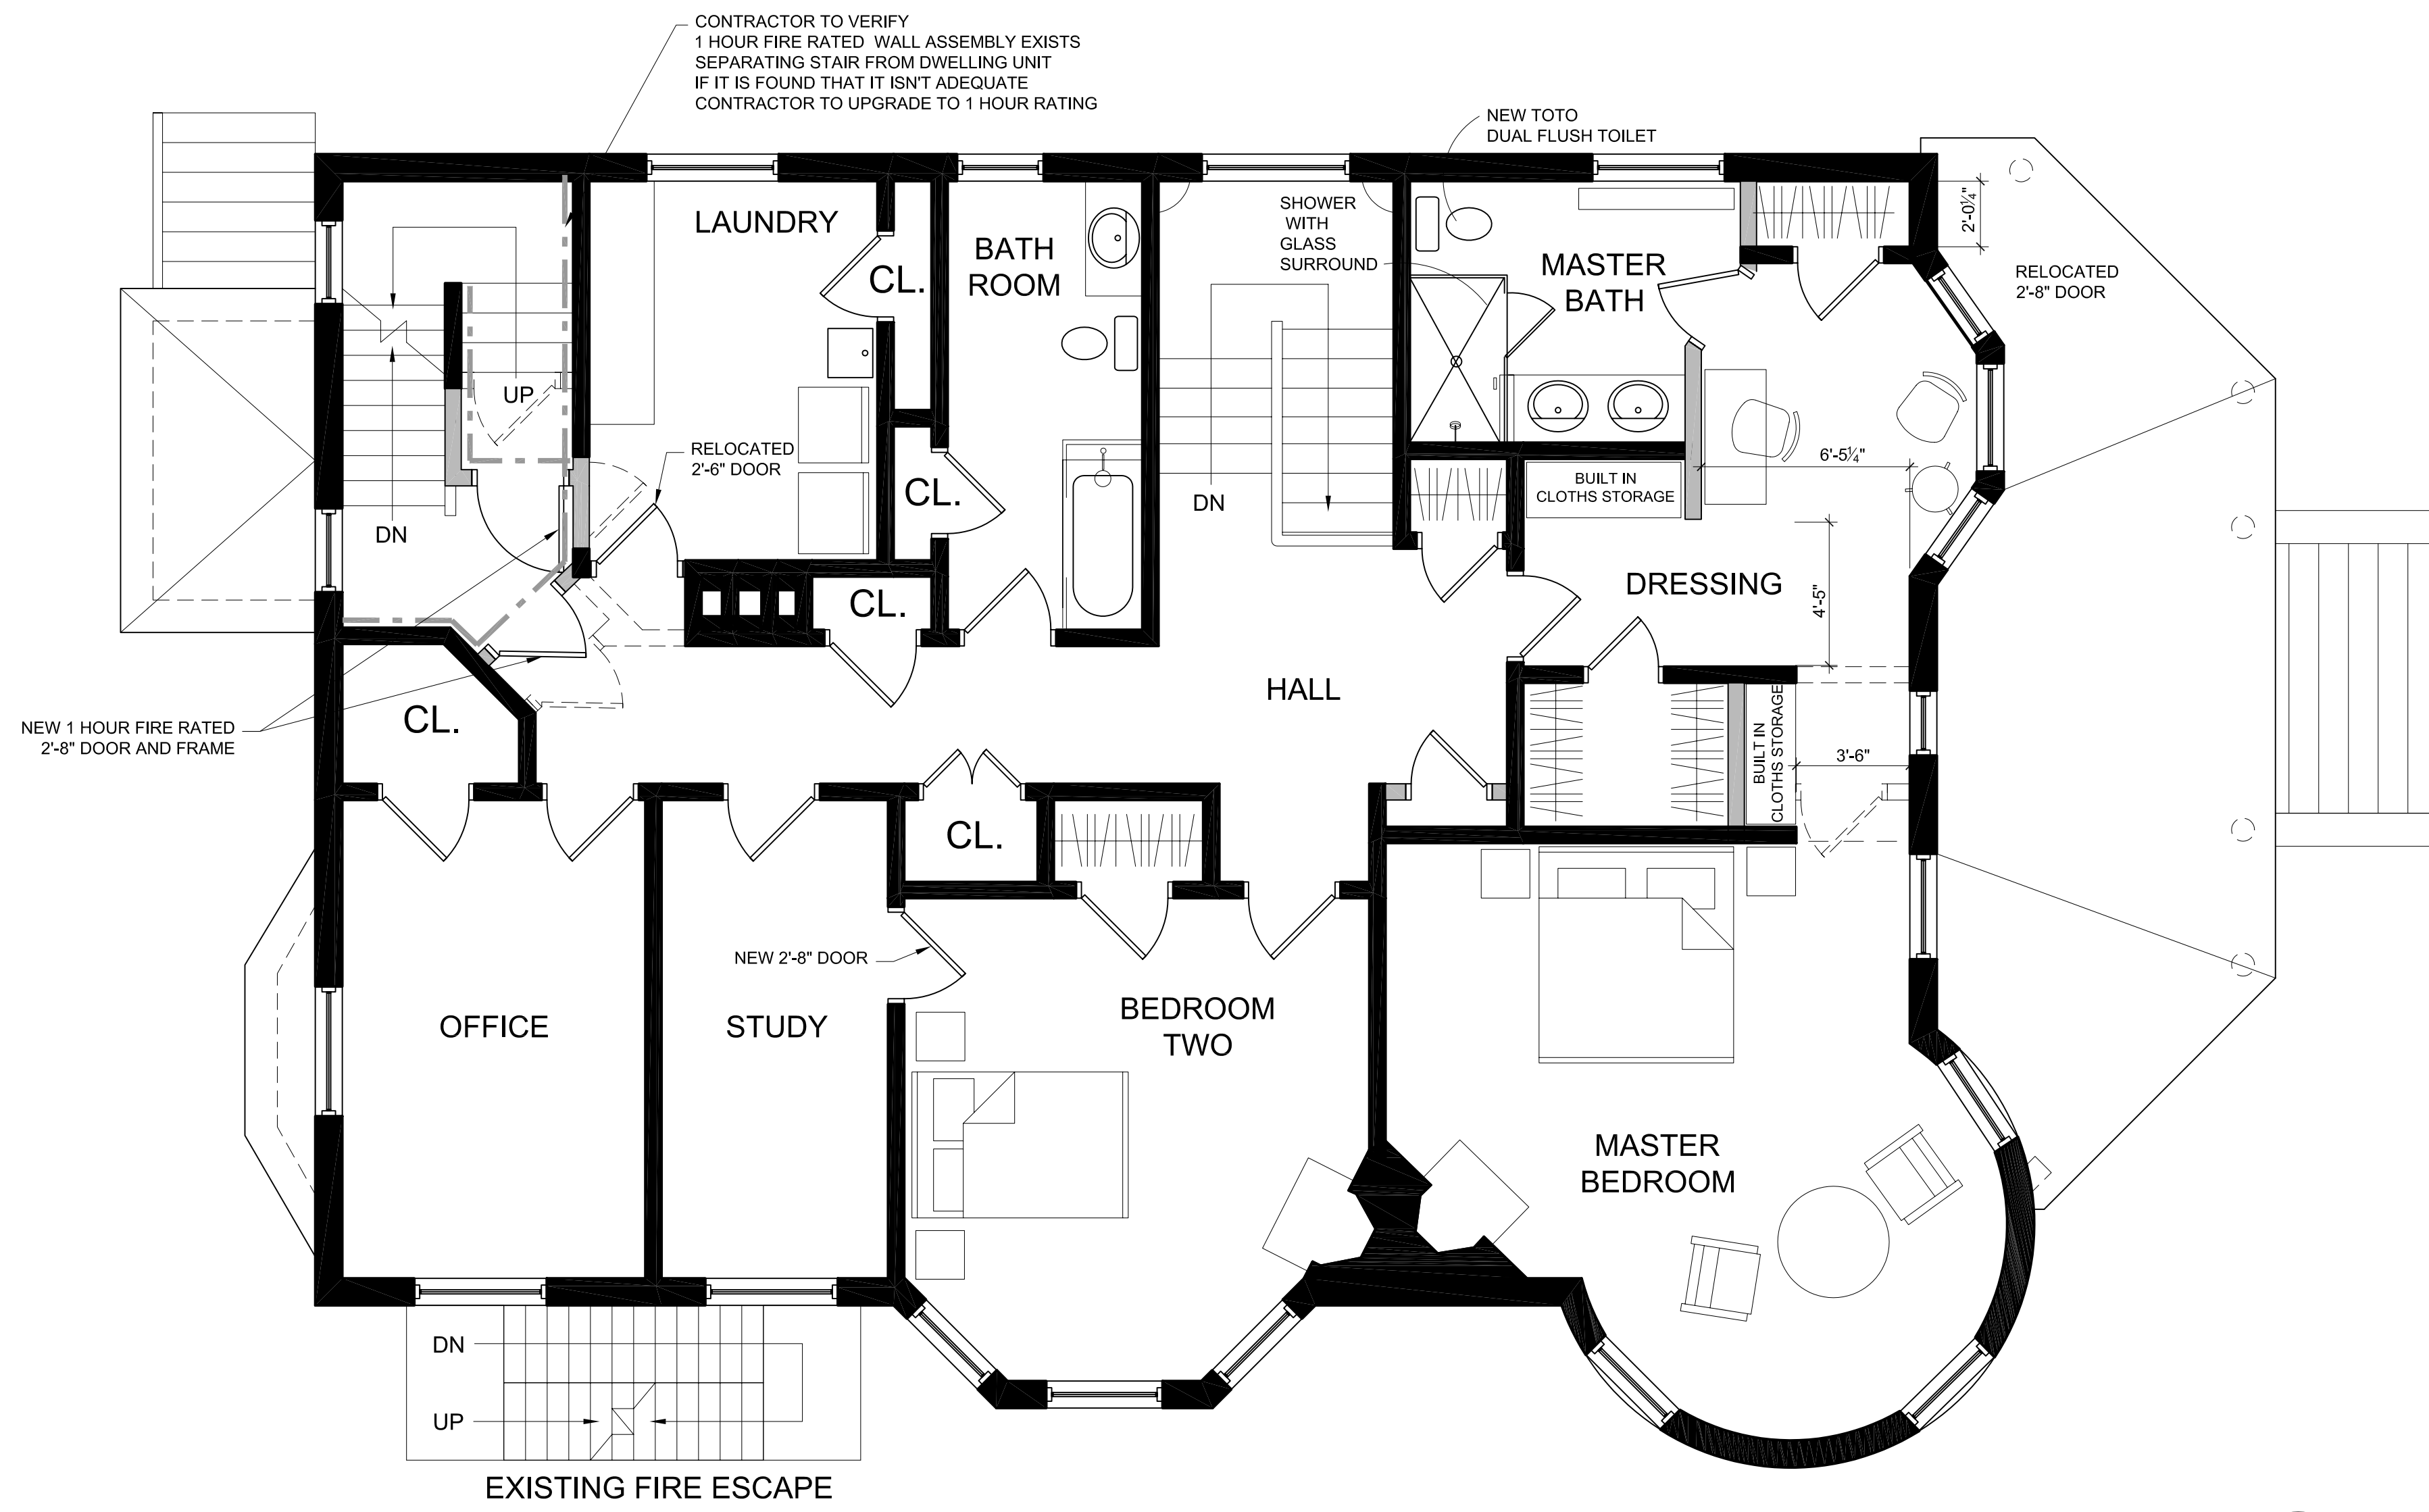 CONTRACTOR TO VERIFY
1 HOUR FIRE RATED WALL ASSEMBLY EXISTS
SEPARATING STAIR FROM DWELLING UNIT
IF IT IS FOUND THAT IT ISN'T ADEQUATE
CONTRACTOR TO UPGRADE TO 1 HOUR RATING
NEW TOTO
DUAL FLUSH TOILET
LAUNDRY
CL.
BATH
ROOM
SHOWER
WITH
GLASS
SURROUND
MASTER
BATH
2'-0¼"
RELOCATED
2'-8" DOOR
UP
DN
RELOCATED
2'-6" DOOR
CL.
DN
BUILT IN
CLOTHS STORAGE
6'-5¼"
CL.
DRESSING
4'-5"
HALL
NEW 1 HOUR FIRE RATED
2'-8" DOOR AND FRAME
CL.
BUILT IN
CLOTHS STORAGE
3'-6"
CL.
NEW 2'-8" DOOR
OFFICE
STUDY
BEDROOM
TWO
MASTER
BEDROOM
DN
UP
EXISTING FIRE ESCAPE